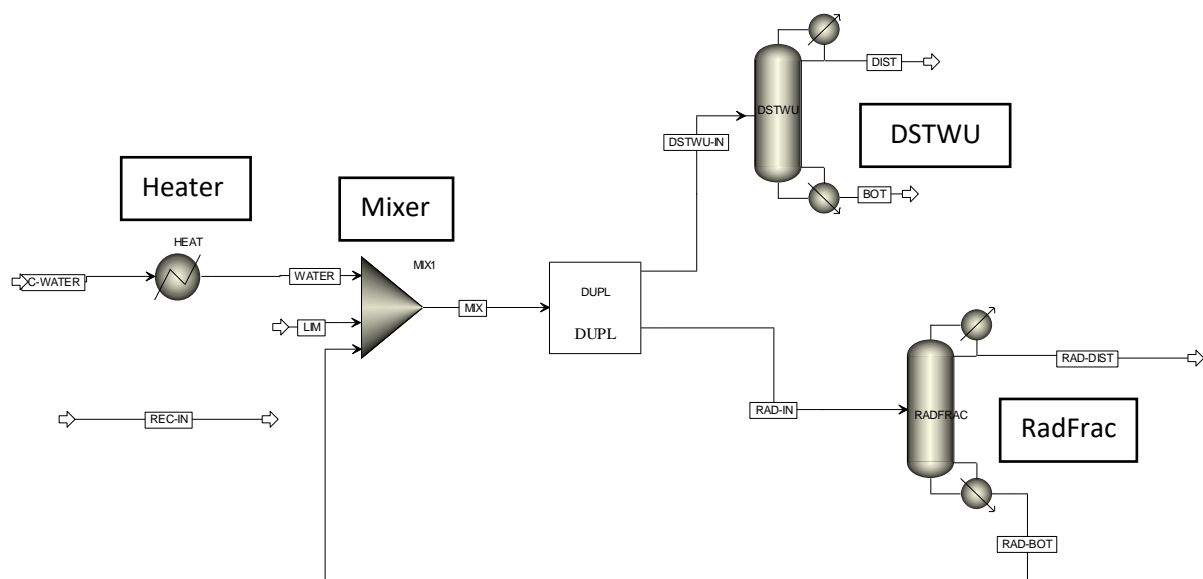 DIST
DSTWU
DSTWU
DSTWU-IN
BOT
Heater
Mixer
HEAT
MIX1
C-WATER
WATER
LIM
MIX
DUPL
DUPL
RAD-DIST
REC-IN
RAD-IN
RADFRAC
RadFrac
RAD-BOT